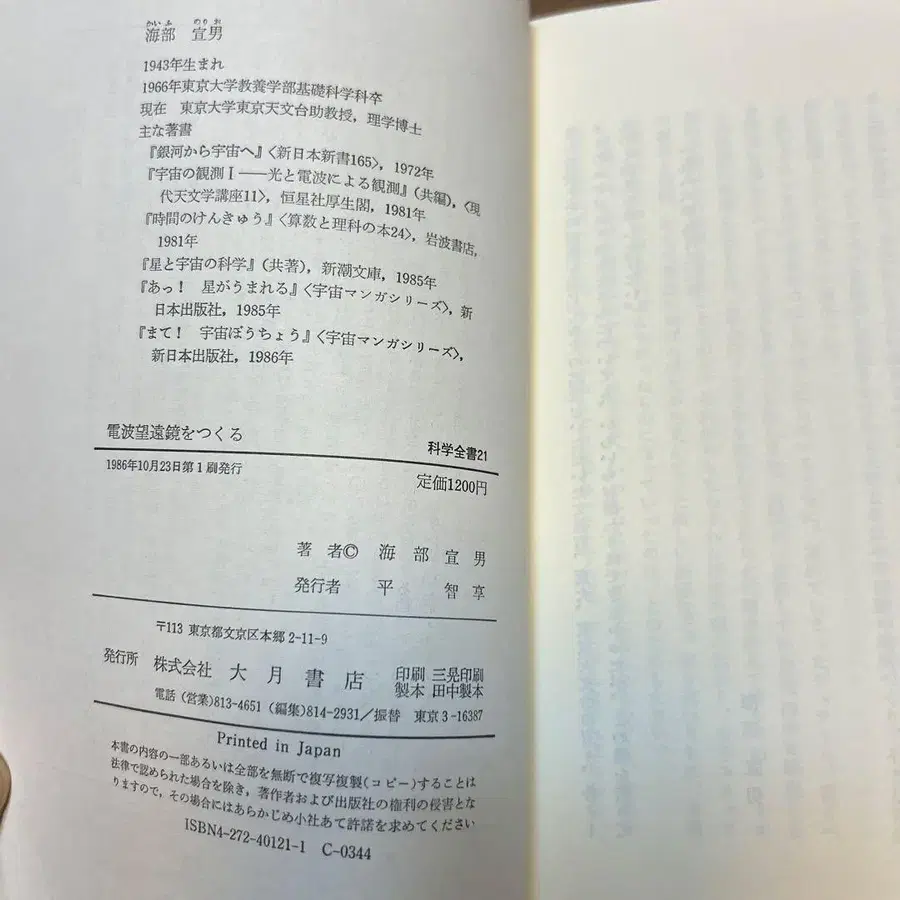 かいふ のりお
海部 宣男
1943年生まれ
1966年東京大学教養学部基礎科学科卒
現在 東京大学東京天文台助教授，理学博士
主な著書
『銀河から宇宙へ』〈新日本新書165〉，1972年
『宇宙の観測Ⅰ――光と電波による観測』(共編)，〈現
代天文学講座11〉，恒星社厚生閣，1981年
『時間のけんきゅう』〈算数と理科の本24〉，岩波書店，
1981年
『星と宇宙の科学』(共著)，新潮文庫，1985年
『あっ！ 星がうまれる』〈宇宙マンガシリーズ〉，新
日本出版社，1985年
『まて！ 宇宙ぼうちょう』〈宇宙マンガシリーズ〉，
新日本出版社，1986年
電波望遠鏡をつくる
科学全書21
1986年10月23日第1刷発行
定価1200円
著者© 海部宣男
発行者 平智享
〒113 東京都文京区本郷 2-11-9
発行所 株式会社 大月書店 印刷 三晃印刷
製本 田中製本
電話 (営業)813-4651 (編集)814-2931／振替 東京3-16387
Printed in Japan
本書の内容の一部あるいは全部を無断で複写複製(コピー)することは
法律で認められた場合を除き，著作者および出版社の権利の侵害とな
りますので，その場合にはあらかじめ小社あて許諾を求めてください
ISBN4-272-40121-1 C-0344